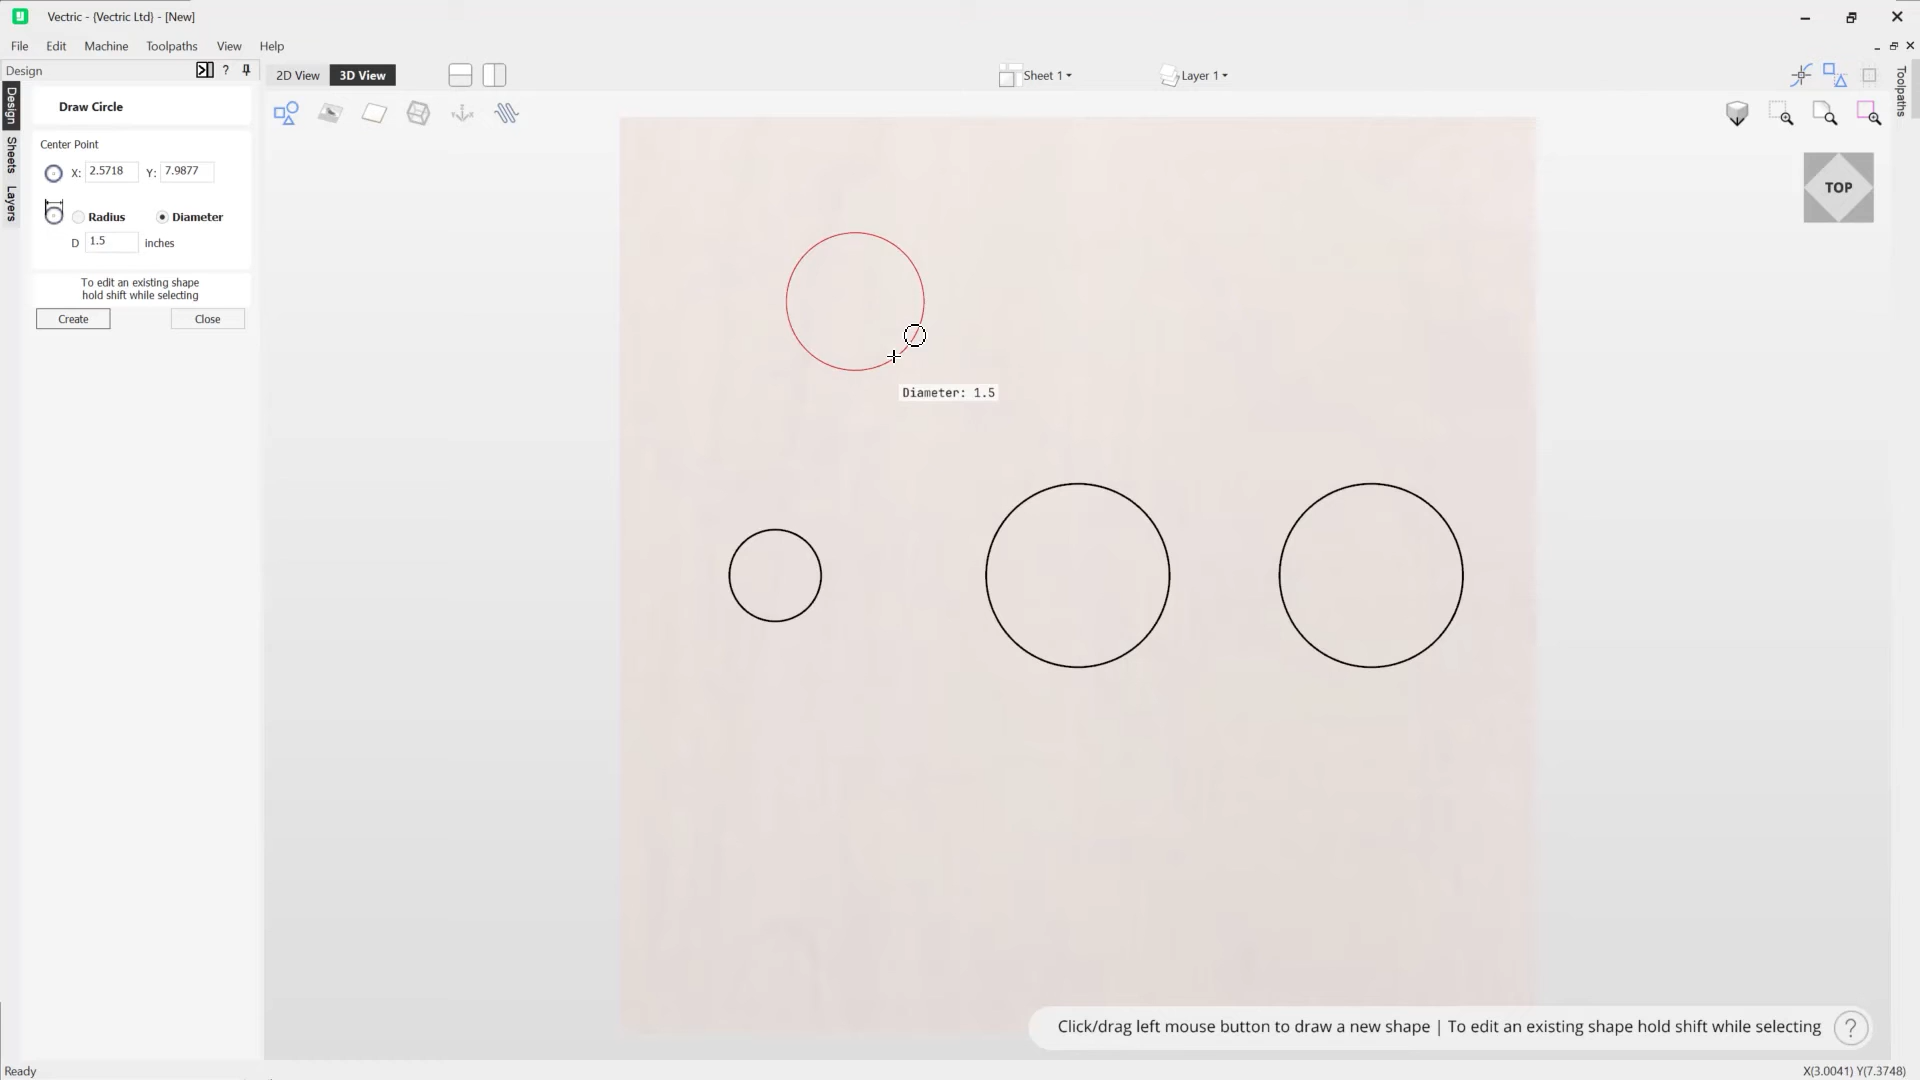 Vectric - {Vectric Ltd} - [New]
File Edit Machine Toolpaths View Help
Design ?
2D View 3D View Sheet 1 Layer 1
Design
Sheets
Layers
Toolpaths
Draw Circle
Center Point
X: 2.5718 Y: 7.9877
Radius Diameter
D 1.5 inches
To edit an existing shape
hold shift while selecting
Create Close
TOP
Diameter: 1.5
Click/drag left mouse button to draw a new shape | To edit an existing shape hold shift while selecting ?
Ready X(3.0041) Y(7.3748)